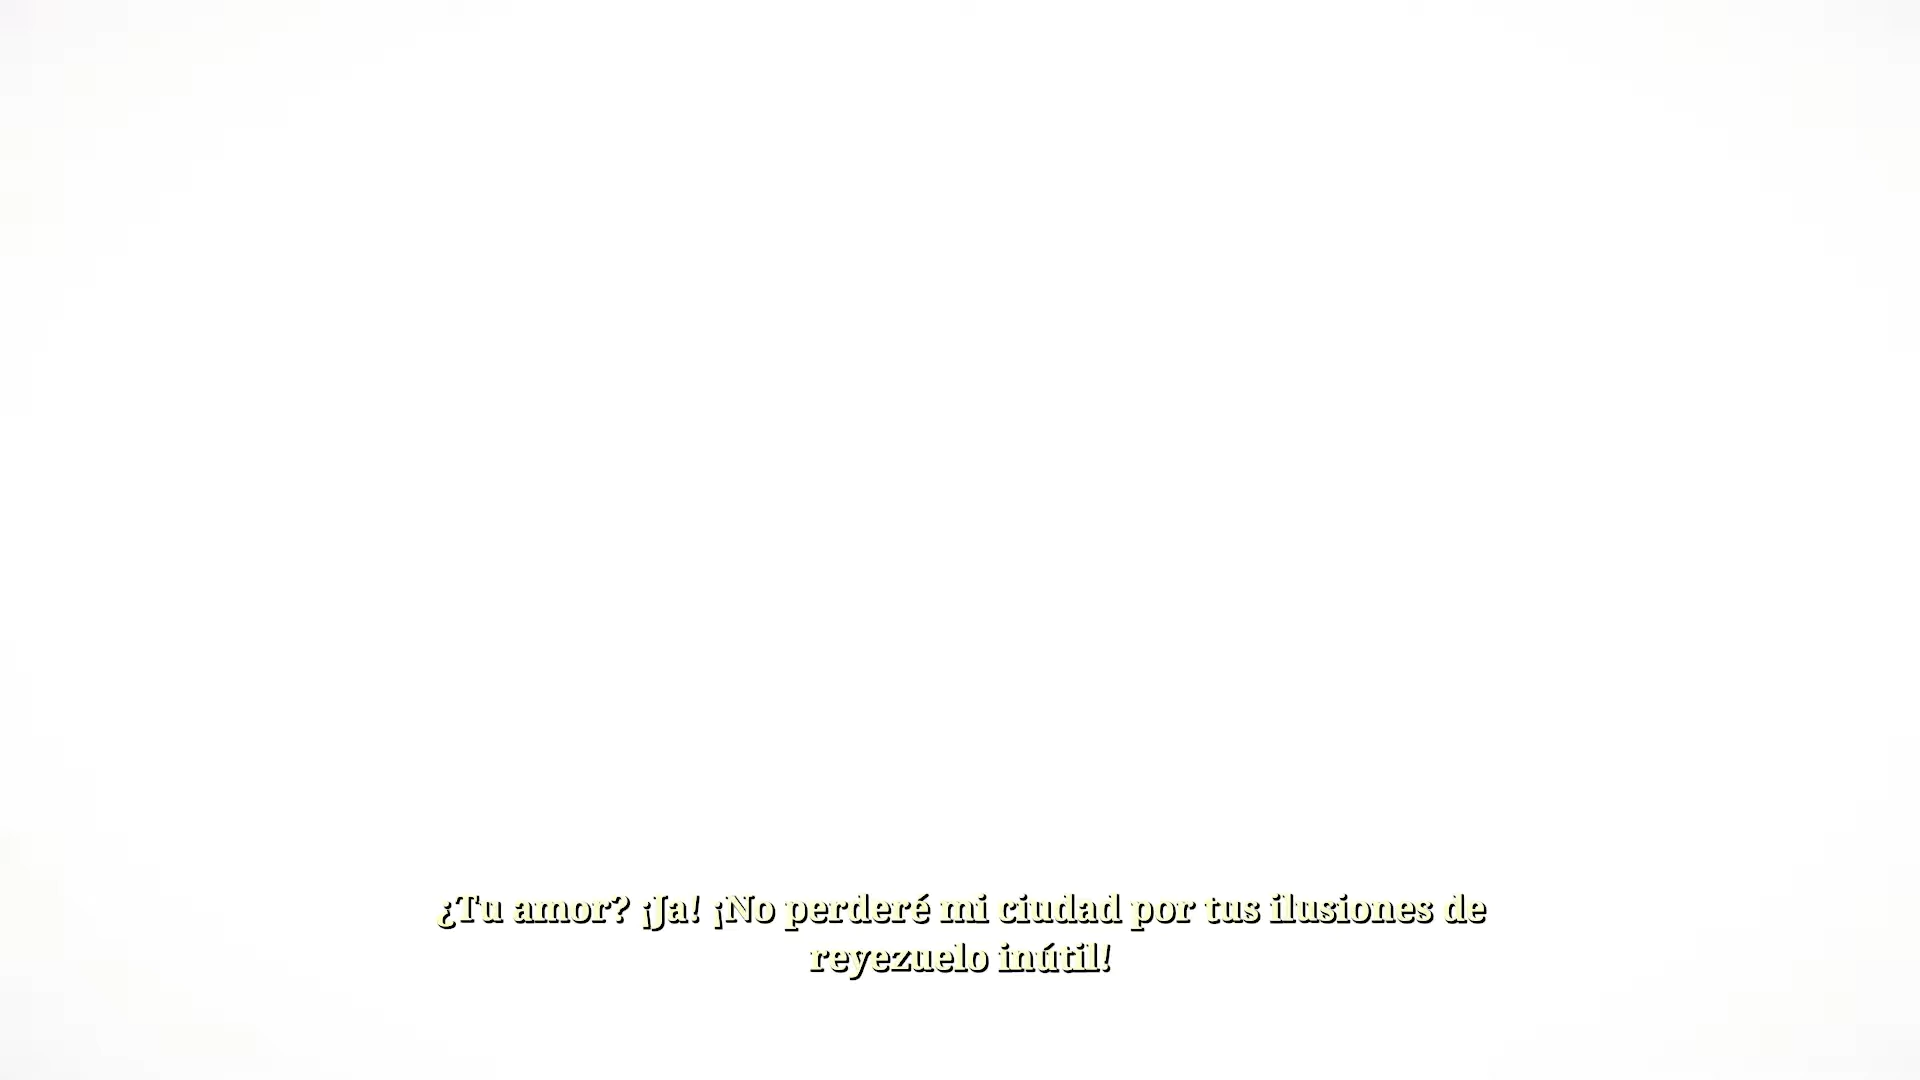 ¿Tu amor? ¡Ja! ¡No perderé mi ciudad por tus ilusiones de
reyezuelo inútil!